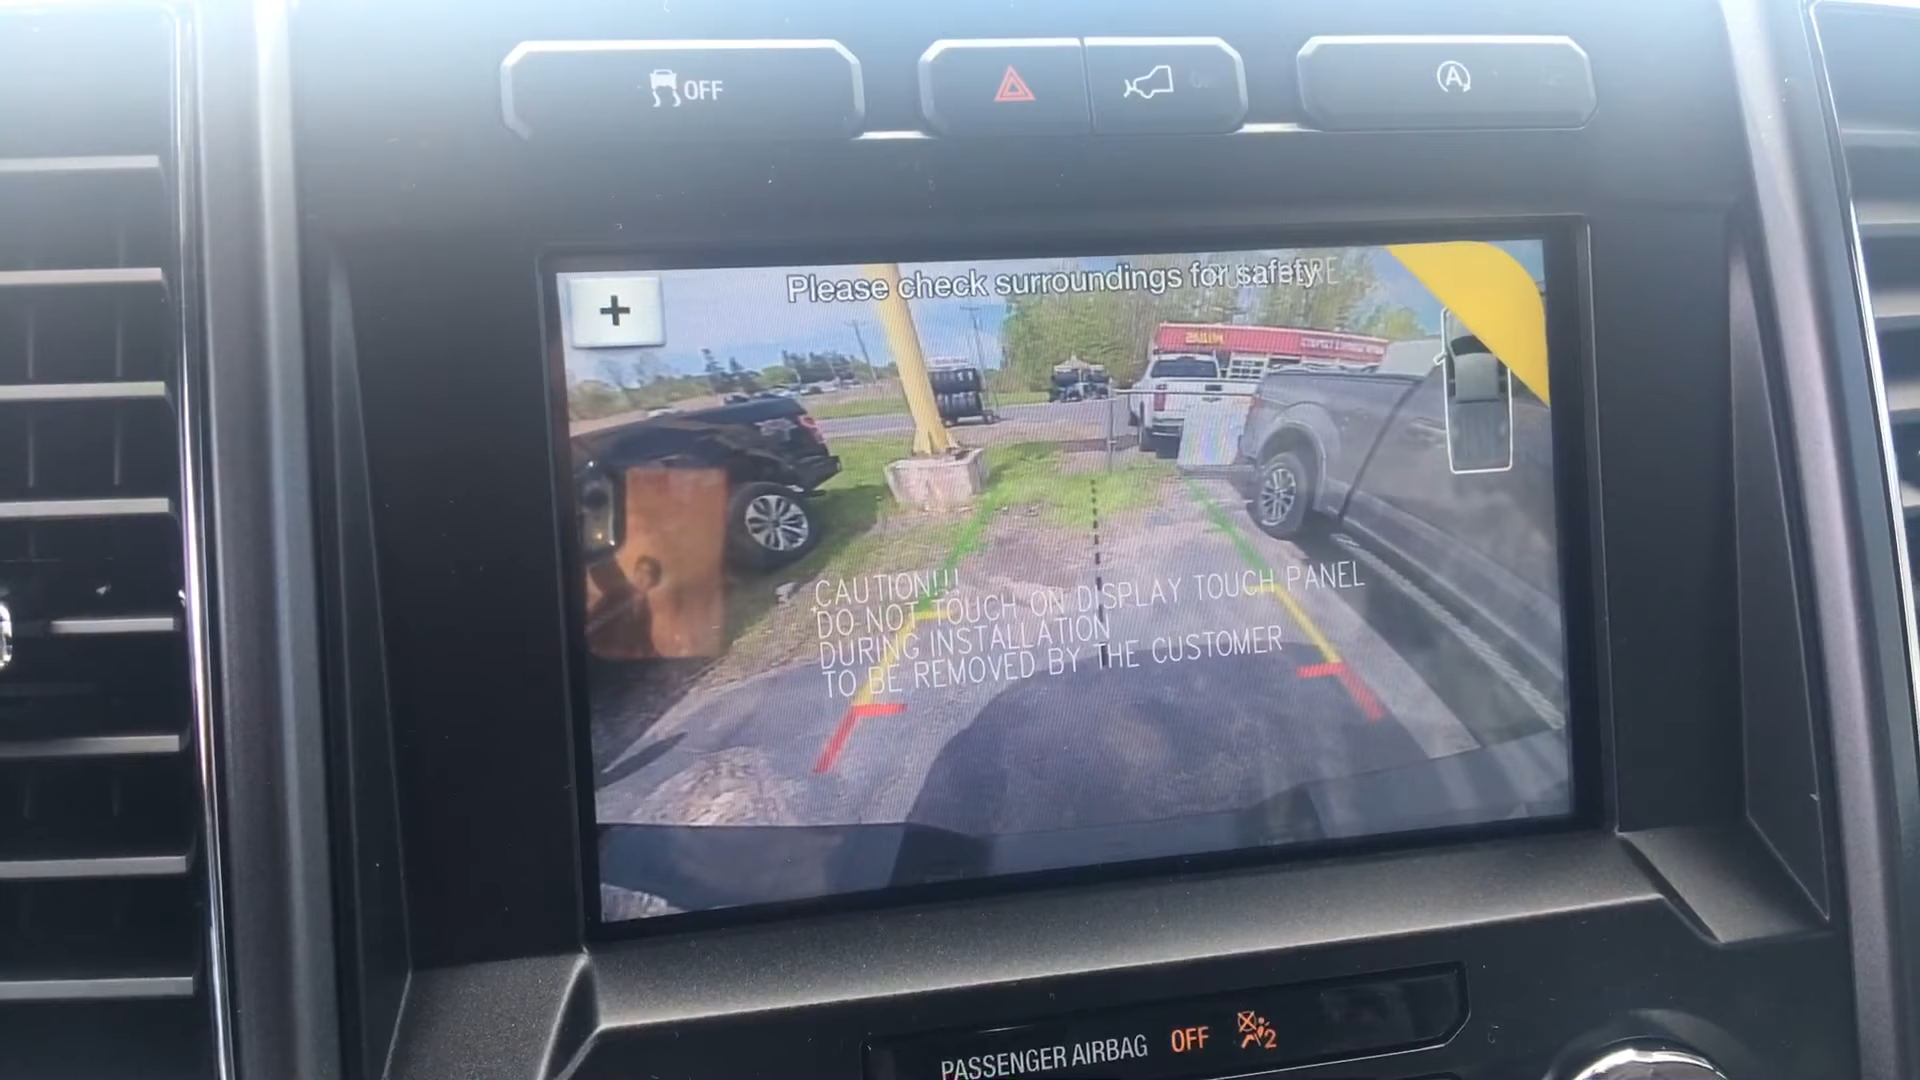 OFF
A
+
Please check surroundings for safety
CAUTION!!!
DO NOT TOUCH ON DISPLAY TOUCH PANEL
DURING INSTALLATION
TO BE REMOVED BY THE CUSTOMER
PASSENGER AIRBAG OFF 2